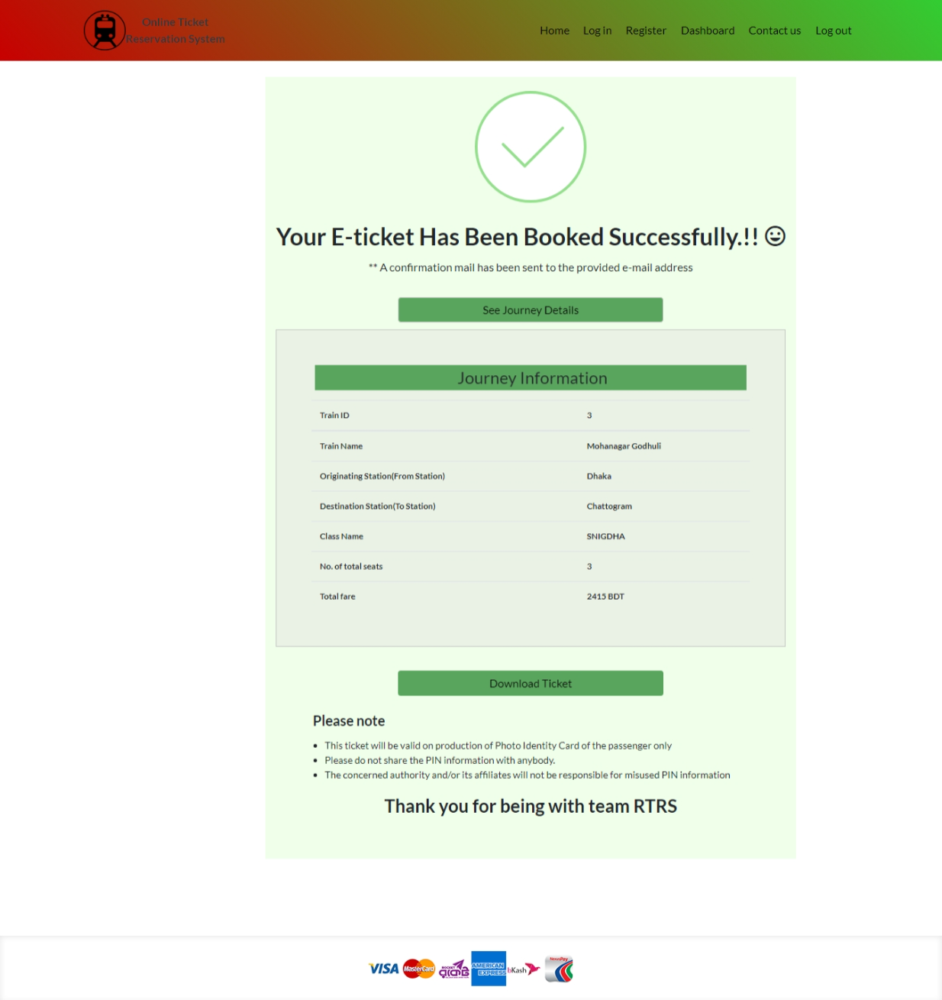 Online Ticket
Reservation System
Home Log in Register Dashboard Contact us Log out
Your E-ticket Has Been Booked Successfully.!!
** A confirmation mail has been sent to the provided e-mail address
See Journey Details
Journey Information
Train ID 3
Train Name Mohanagar Godhuli
Originating Station(From Station) Dhaka
Destination Station(To Station) Chattogram
Class Name SNIGDHA
No. of total seats 3
Total fare 2415 BDT
Download Ticket
Please note
• This ticket will be valid on production of Photo Identity Card of the passenger only
• Please do not share the PIN information with anybody.
• The concerned authority and/or its affiliates will not be responsible for misused PIN information
Thank you for being with team RTRS
VISA MasterCard AMERICAN EXPRESS bKash NexusPay